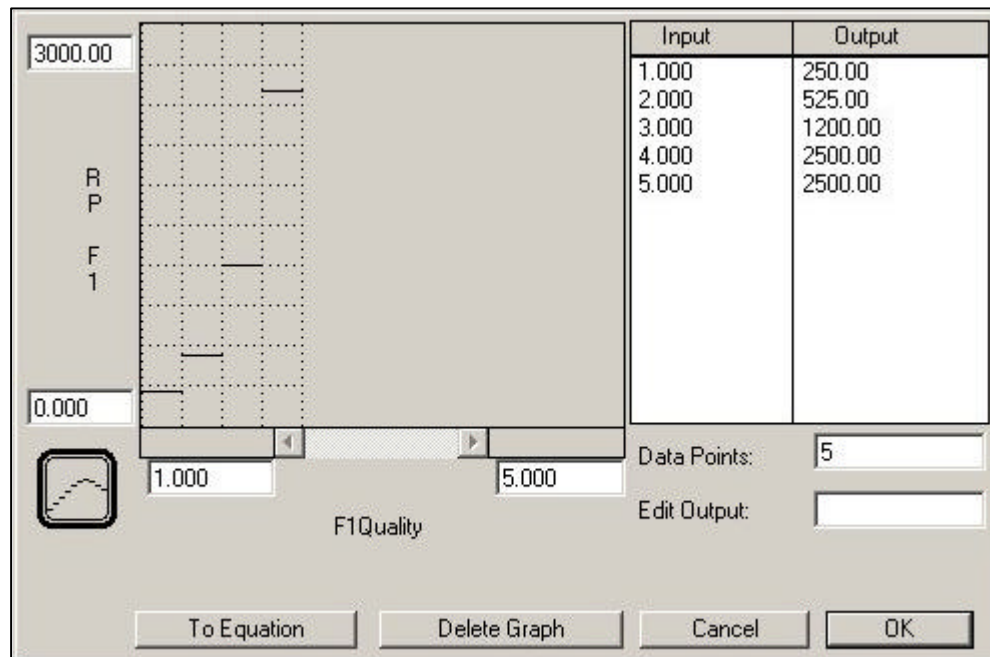 3000.00
R
P
F
1
0.000
1.000
5.000
F1Quality
Input Output
1.000 250.00
2.000 525.00
3.000 1200.00
4.000 2500.00
5.000 2500.00
Data Points: 5
Edit Output:
To Equation
Delete Graph
Cancel
OK